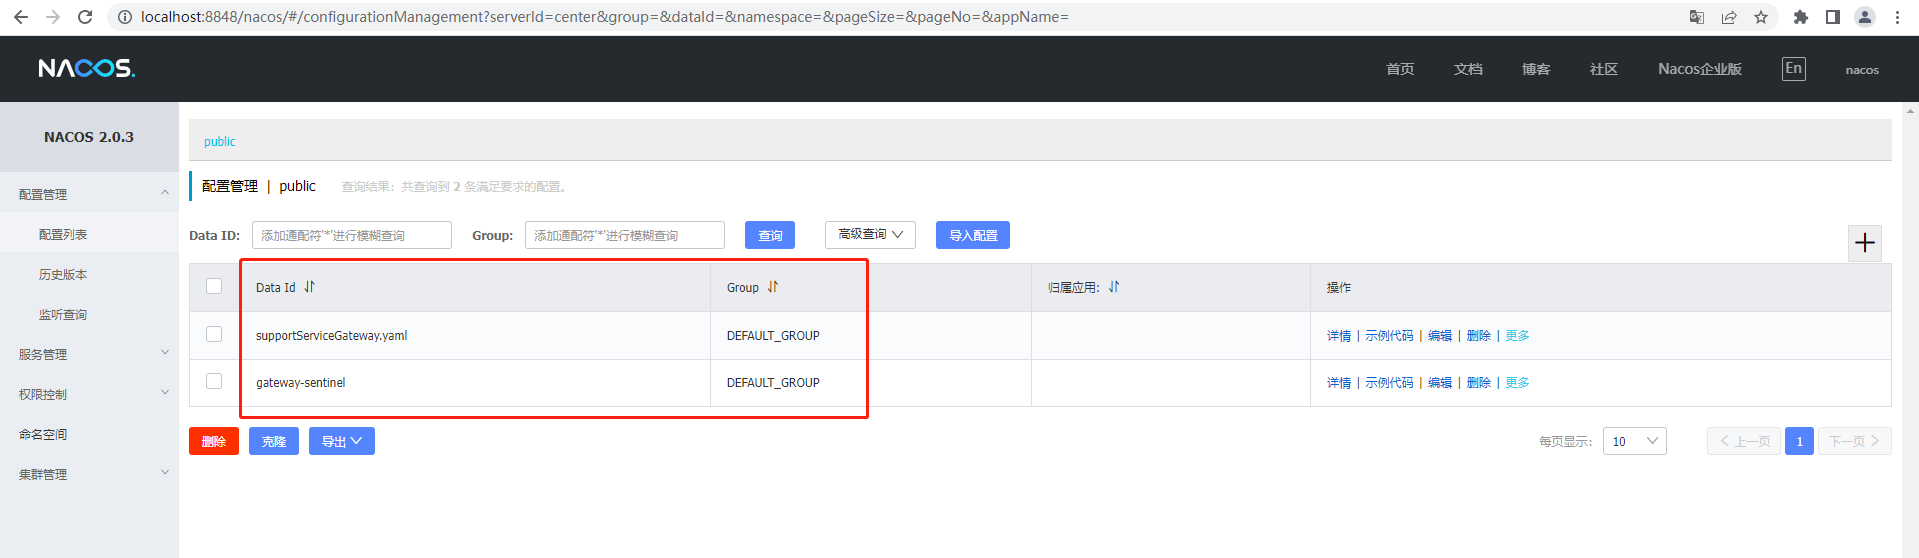 localhost:8848/nacos/#/configurationManagement?serverId=center&group=&dataId=&namespace=&pageSize=&pageNo=&appName=
NACOS.
首页 文档 博客 社区 Nacos企业版 En nacos
NACOS 2.0.3
配置管理
配置列表
历史版本
监听查询
服务管理
权限控制
命名空间
集群管理
public
配置管理 | public 查询结果：共查询到 2 条满足要求的配置。
Data ID: 添加通配符'*'进行模糊查询 Group: 添加通配符'*'进行模糊查询 查询 高级查询 导入配置
Data Id Group 归属应用: 操作
supportServiceGateway.yaml DEFAULT_GROUP 详情 | 示例代码 | 编辑 | 删除 | 更多
gateway-sentinel DEFAULT_GROUP 详情 | 示例代码 | 编辑 | 删除 | 更多
删除 克隆 导出 每页显示: 10 上一页 1 下一页